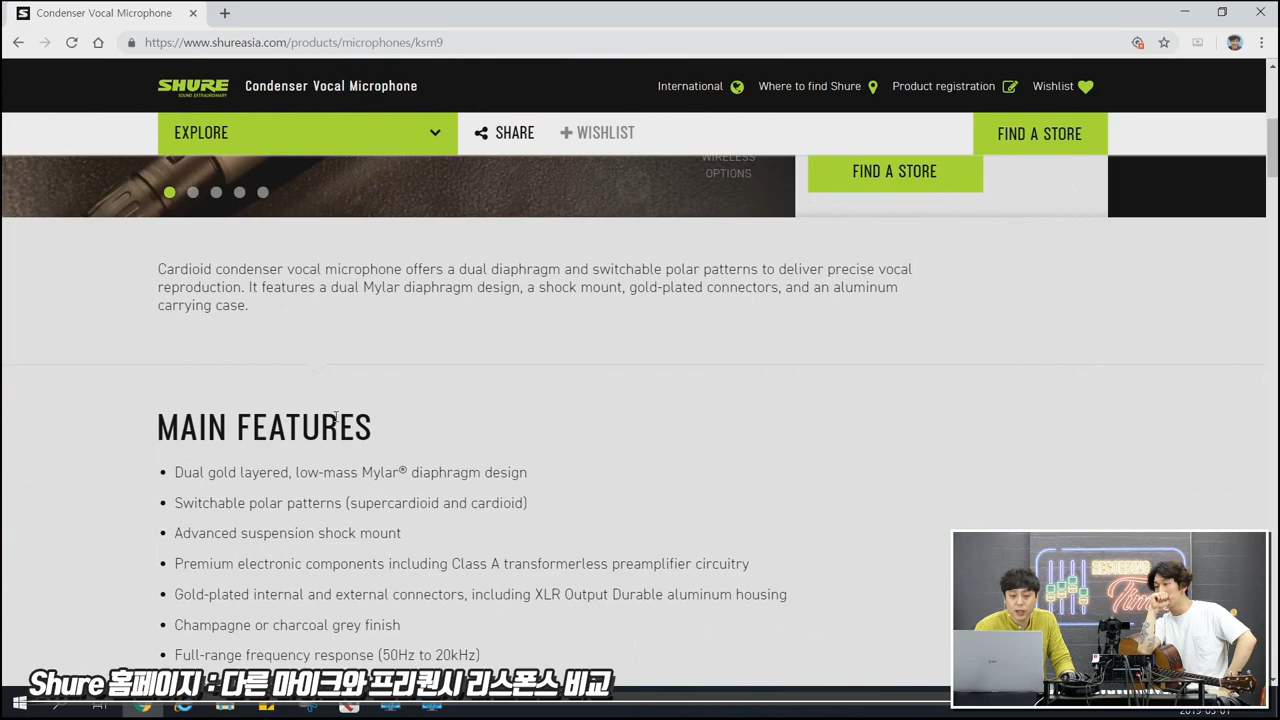 Condenser Vocal Microphone
https://www.shureasia.com/products/microphones/ksm9
SHURE
SOUND EXTRAORDINARY
Condenser Vocal Microphone
International
Where to find Shure
Product registration
Wishlist
EXPLORE
SHARE
WISHLIST
FIND A STORE
WIRELESS
OPTIONS
FIND A STORE
Cardioid condenser vocal microphone offers a dual diaphragm and switchable polar patterns to deliver precise vocal
reproduction. It features a dual Mylar diaphragm design, a shock mount, gold-plated connectors, and an aluminum
carrying case.
MAIN FEATURES
• Dual gold layered, low-mass Mylar® diaphragm design
• Switchable polar patterns (supercardioid and cardioid)
• Advanced suspension shock mount
• Premium electronic components including Class A transformerless preamplifier circuitry
• Gold-plated internal and external connectors, including XLR Output Durable aluminum housing
• Champagne or charcoal grey finish
• Full-range frequency response (50Hz to 20kHz)
Time
Shure 홈페이지 : 다른 마이크와 프리퀀시 리스폰스 비교